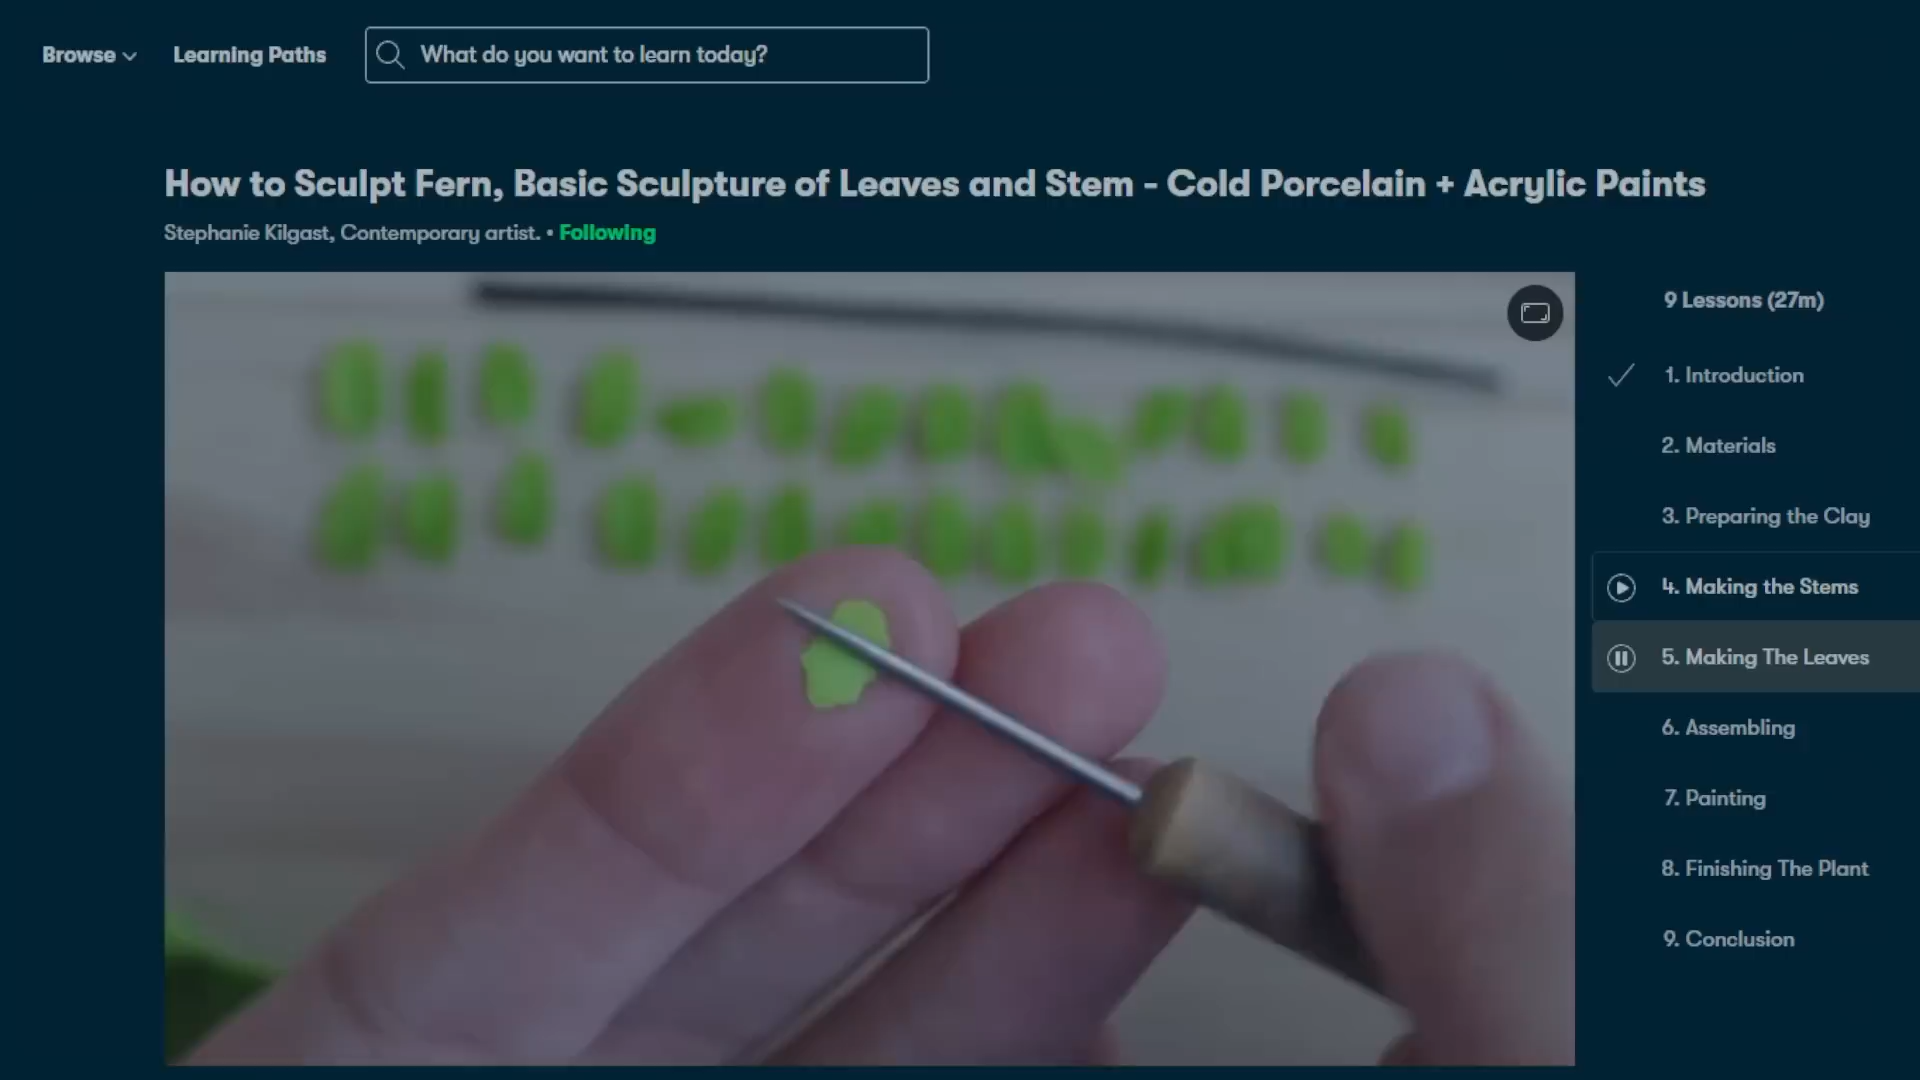 Browse
Learning Paths
What do you want to learn today?
How to Sculpt Fern, Basic Sculpture of Leaves and Stem - Cold Porcelain + Acrylic Paints
Stephanie Kilgast, Contemporary artist. • Following
9 Lessons (27m)
1. Introduction
2. Materials
3. Preparing the Clay
4. Making the Stems
5. Making The Leaves
6. Assembling
7. Painting
8. Finishing The Plant
9. Conclusion